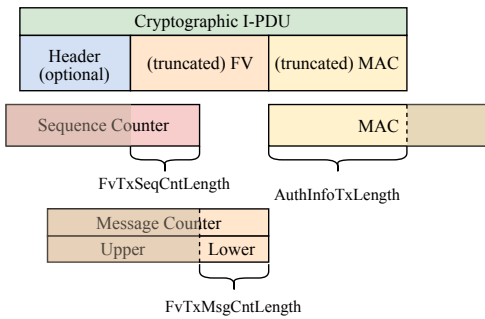 Cryptographic I-PDU
Header
(optional)
(truncated) FV
(truncated) MAC
Sequence Counter
MAC
FvTxSeqCntLength
AuthInfoTxLength
Message Counter
Upper
Lower
FvTxMsgCntLength